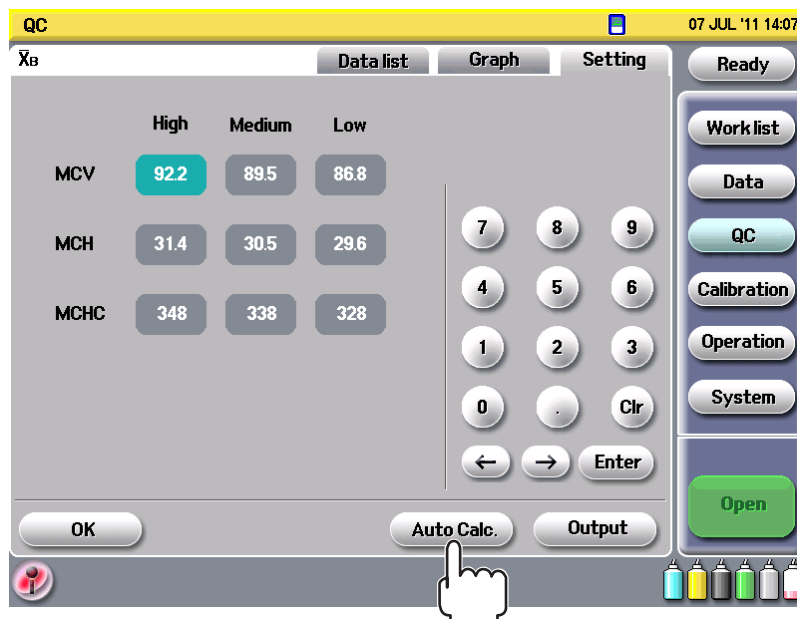 QC
07 JUL '11 14:07
X̅B
Data list
Graph
Setting
Ready
High Medium Low
MCV 92.2 89.5 86.8
MCH 31.4 30.5 29.6
MCHC 348 338 328
7 8 9
4 5 6
1 2 3
0 . Clr
← → Enter
Work list
Data
QC
Calibration
Operation
System
Open
OK
Auto Calc.
Output